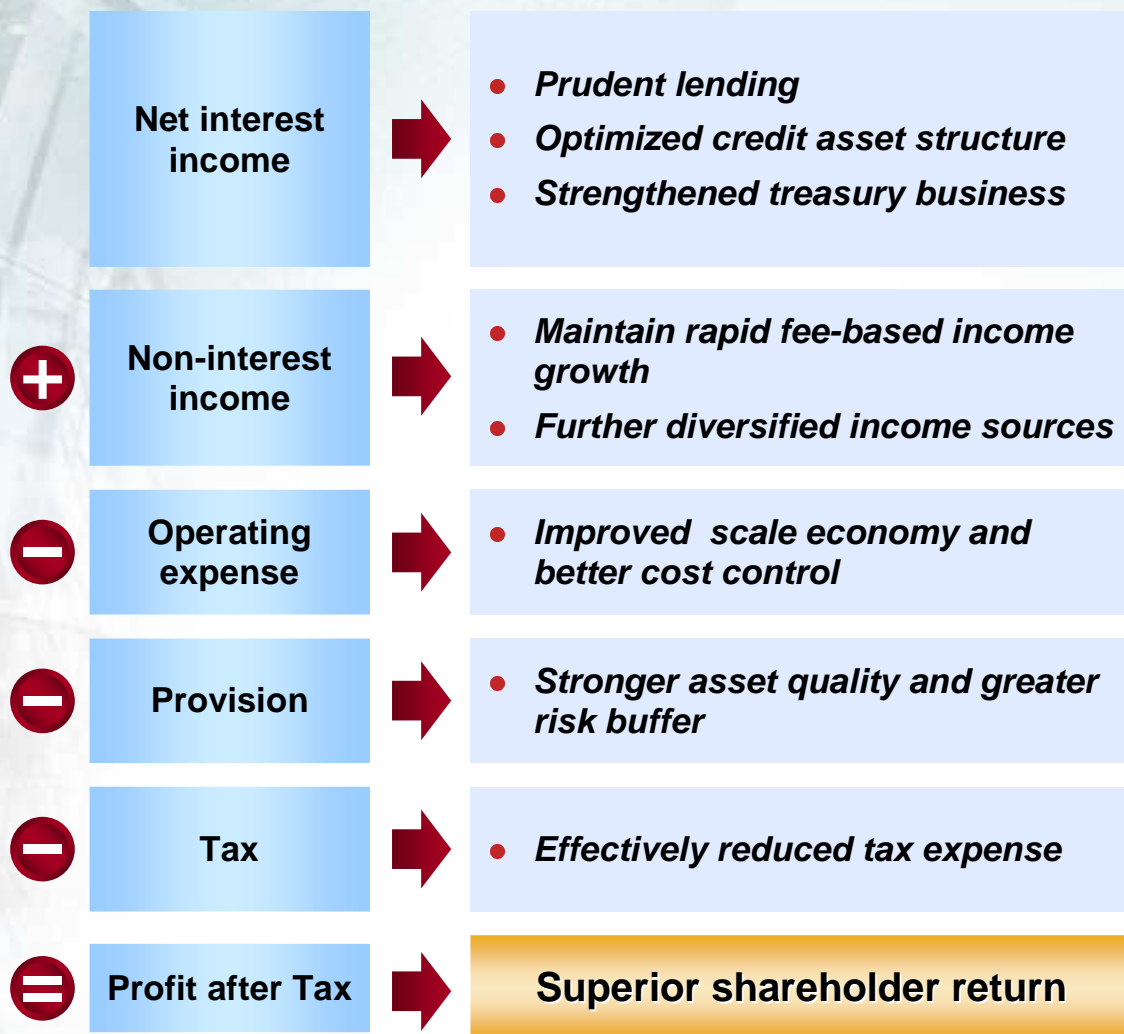 Net interest
income
● Prudent lending
● Optimized credit asset structure
● Strengthened treasury business
+
Non-interest
income
● Maintain rapid fee-based income
growth
● Further diversified income sources
−
Operating
expense
● Improved  scale economy and
better cost control
−
Provision
● Stronger asset quality and greater
risk buffer
−
Tax
● Effectively reduced tax expense
=
Profit after Tax
Superior shareholder return